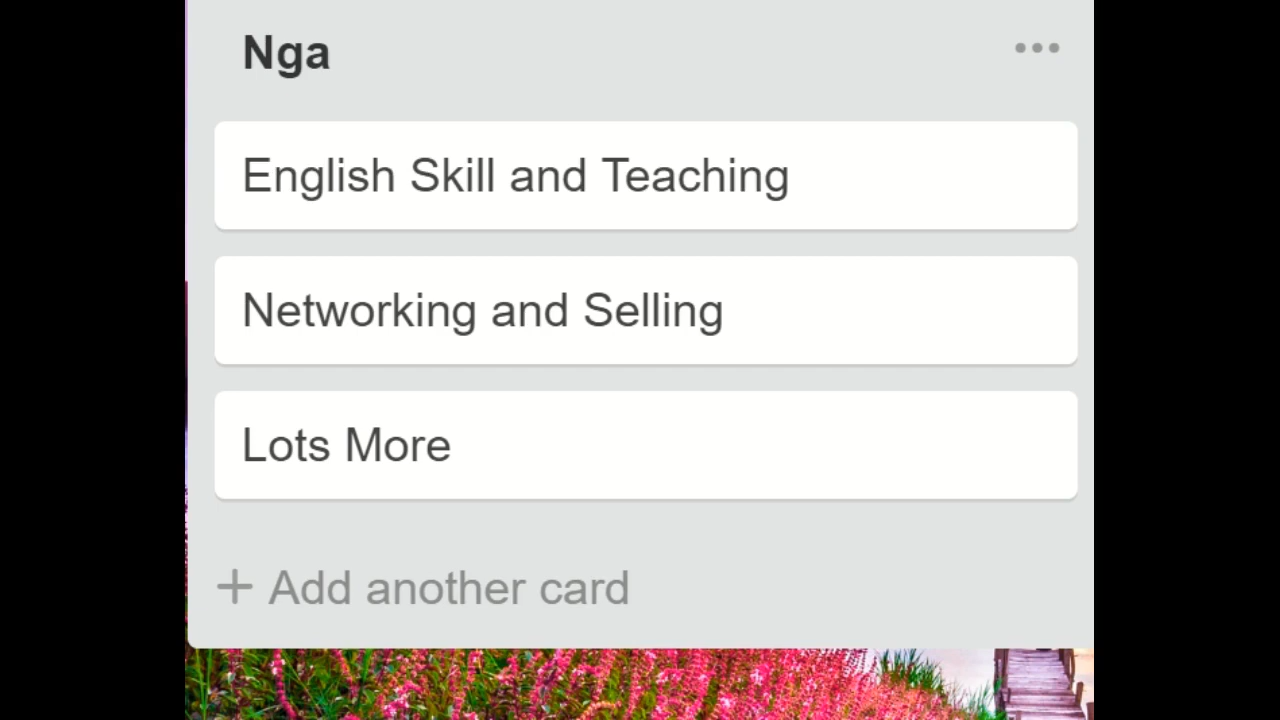 Nga
English Skill and Teaching
Networking and Selling
Lots More
+ Add another card